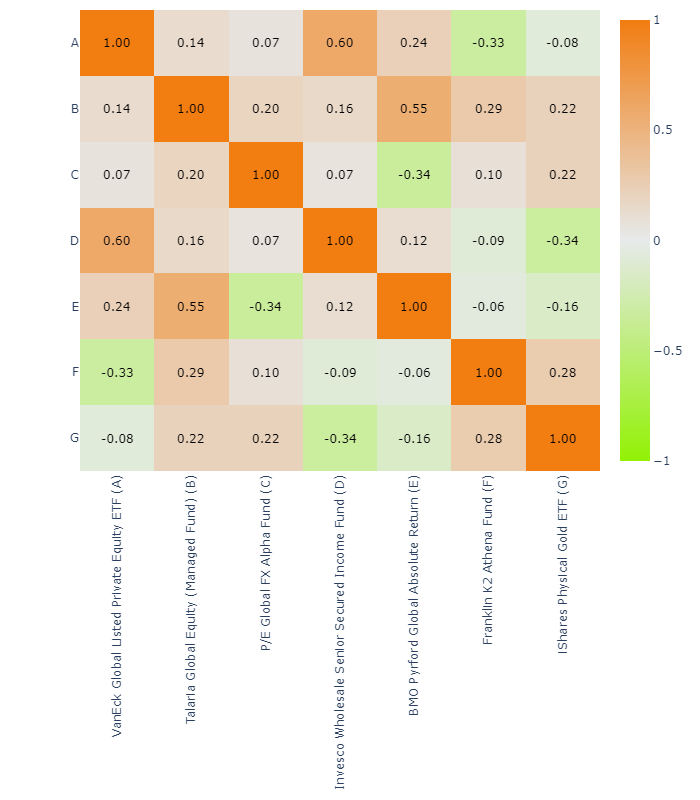 A 1.00 0.14 0.07 0.60 0.24 -0.33 -0.08
B 0.14 1.00 0.20 0.16 0.55 0.29 0.22
C 0.07 0.20 1.00 0.07 -0.34 0.10 0.22
D 0.60 0.16 0.07 1.00 0.12 -0.09 -0.34
E 0.24 0.55 -0.34 0.12 1.00 -0.06 -0.16
F -0.33 0.29 0.10 -0.09 -0.06 1.00 0.28
G -0.08 0.22 0.22 -0.34 -0.16 0.28 1.00
VanEck Global Listed Private Equity ETF (A)
Talaria Global Equity (Managed Fund) (B)
P/E Global FX Alpha Fund (C)
Invesco Wholesale Senior Secured Income Fund (D)
BMO Pyrford Global Absolute Return (E)
Franklin K2 Athena Fund (F)
IShares Physical Gold ETF (G)
1
0.5
0
−0.5
−1